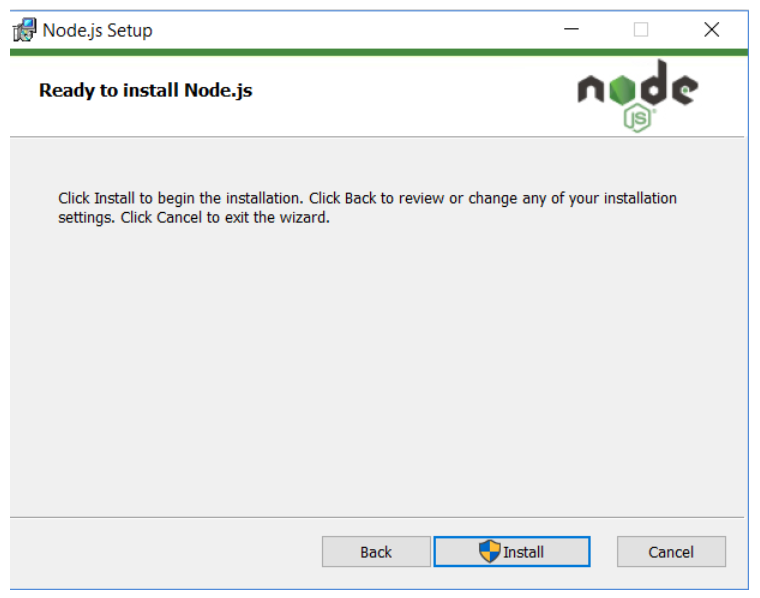 Node.js Setup
Ready to install Node.js
node
JS
Click Install to begin the installation. Click Back to review or change any of your installation
settings. Click Cancel to exit the wizard.
Back
Install
Cancel